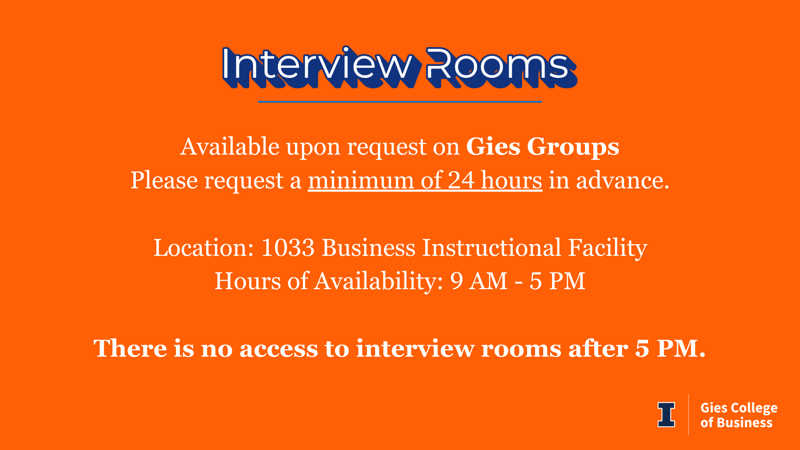 Interview Rooms
Available upon request on Gies Groups
Please request a minimum of 24 hours in advance.
Location: 1033 Business Instructional Facility
Hours of Availability: 9 AM - 5 PM
There is no access to interview rooms after 5 PM.
I
Gies College
of Business